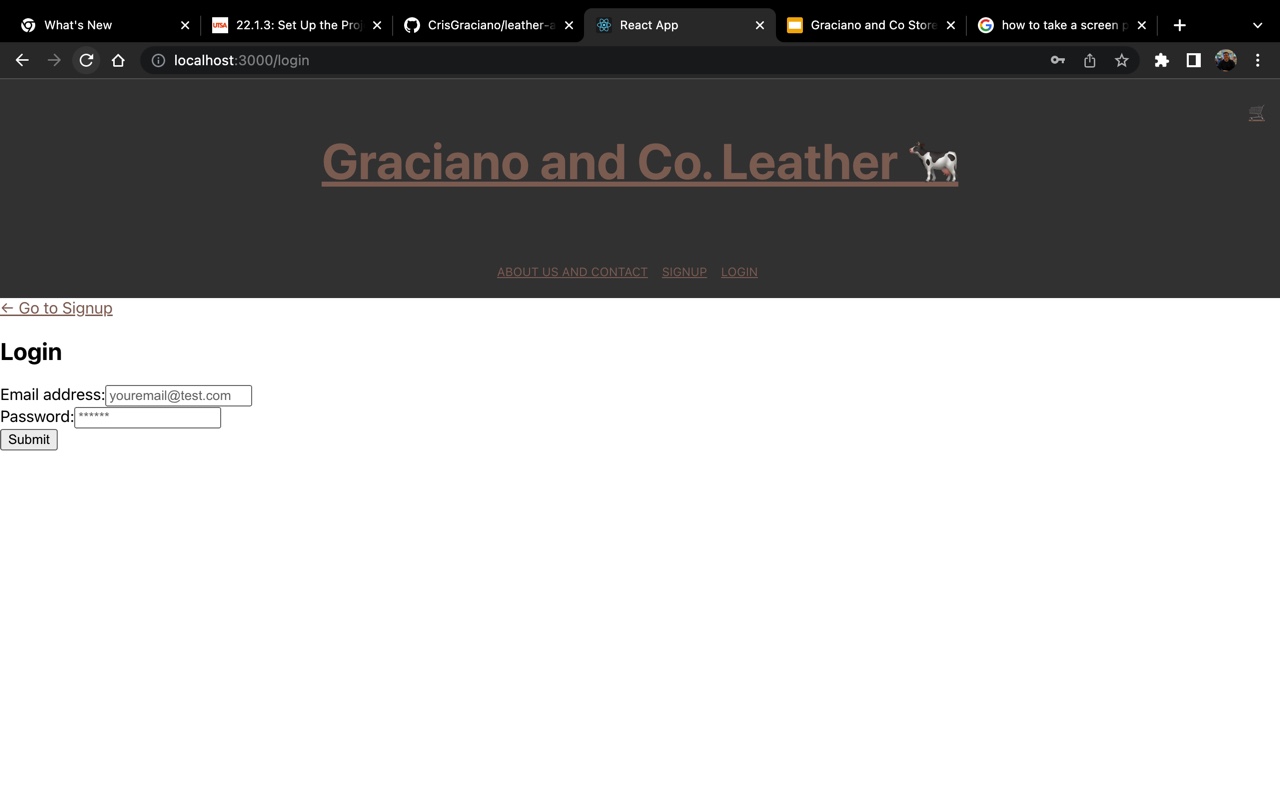 What's New
22.1.3: Set Up the Proj
CrisGraciano/leather-a
React App
Graciano and Co Store
how to take a screen p
localhost:3000/login
Graciano and Co. Leather 🐄
ABOUT US AND CONTACT SIGNUP LOGIN
← Go to Signup
Login
Email address: youremail@test.com
Password: ******
Submit